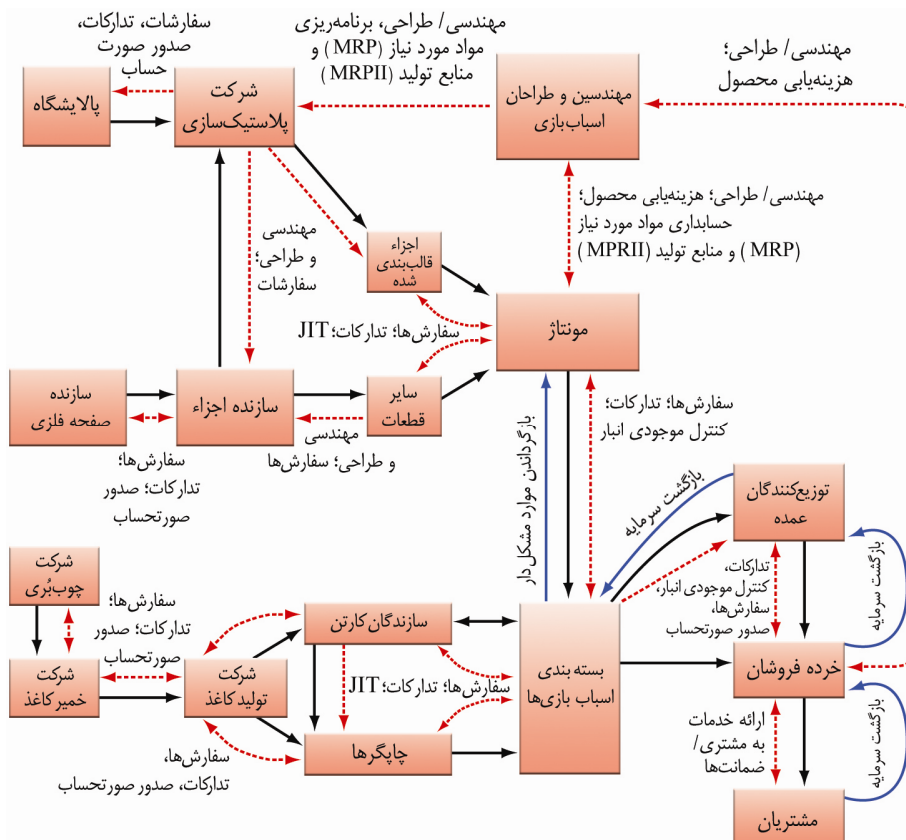 سفارشات، تدارکات،
صدور صورت
حساب
پالایشگاه
شرکت
پلاستیک‌سازی
مهندسی/ طراحی، برنامه‌ریزی
مواد مورد نیاز (MRP) و
منابع تولید (MRPII)
مهندسین و طراحان
اسباب‌بازی
مهندسی/ طراحی؛
هزینه‌یابی محصول
مهندسی/ طراحی؛ هزینه‌یابی محصول؛
حسابداری مواد مورد نیاز
(MRP) و منابع تولید (MPRII)
مهندسی
و طراحی؛
سفارشات
اجزاء
قالب‌بندی
شده
مونتاژ
سفارش‌ها؛ تدارکات؛ JIT
سازنده
صفحه فلزی
سازنده اجزاء
سایر
قطعات
مهندسی
و طراحی؛ سفارش‌ها
سفارش‌ها؛
تدارکات؛ صدور
صورتحساب
سفارش‌ها؛ تدارکات؛
کنترل موجودی انبار
بازگرداندن موارد مشکل‌دار
بازگشت سرمایه
توزیع‌کنندگان
عمده
بازگشت سرمایه
تدارکات،
کنترل موجودی انبار،
سفارش‌ها،
صدور صورتحساب
شرکت
چوب‌بُری
سفارش‌ها؛
تدارکات؛ صدور
صورتحساب
شرکت
خمیر کاغذ
شرکت
تولید کاغذ
سازندگان کارتن
سفارش‌ها؛ تدارکات؛ JIT
چاپگرها
سفارش‌ها،
تدارکات، صدور صورتحساب
بسته بندی
اسباب بازی‌ها
خرده فروشان
ارائه خدمات
به مشتری/
ضمانت‌ها
بازگشت سرمایه
مشتریان